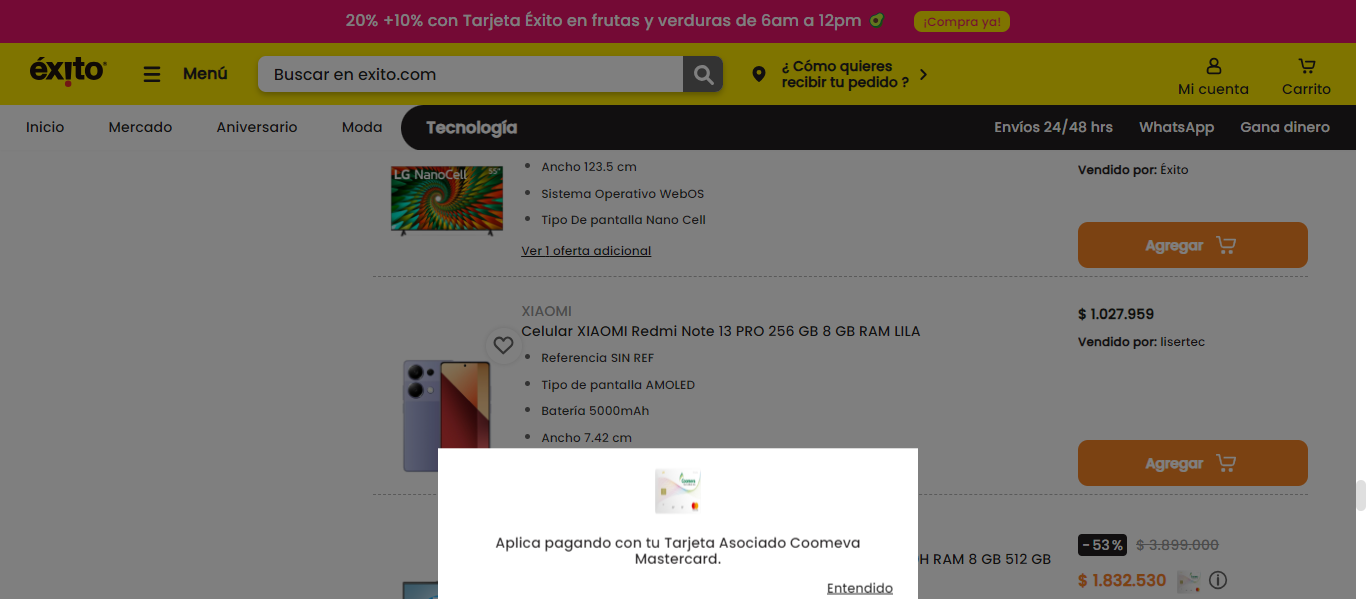 20% +10% con Tarjeta Éxito en frutas y verduras de 6am a 12pm
¡Compra ya!
éxito
Menú
Buscar en exito.com
¿ Cómo quieres
recibir tu pedido ?
Mi cuenta
Carrito
Inicio
Mercado
Aniversario
Moda
Tecnología
Envíos 24/48 hrs
WhatsApp
Gana dinero
LG NanoCell 55"
Ancho 123.5 cm
Sistema Operativo WebOS
Tipo De pantalla Nano Cell
Ver 1 oferta adicional
Vendido por: Éxito
Agregar
XIAOMI
Celular XIAOMI Redmi Note 13 PRO 256 GB 8 GB RAM LILA
Referencia SIN REF
Tipo de pantalla AMOLED
Batería 5000mAh
Ancho 7.42 cm
$ 1.027.959
Vendido por: lisertec
Agregar
Aplica pagando con tu Tarjeta Asociado Coomeva
Mastercard.
Entendido
RAM 8 GB 512 GB
- 53 % $ 3.899.000
$ 1.832.530